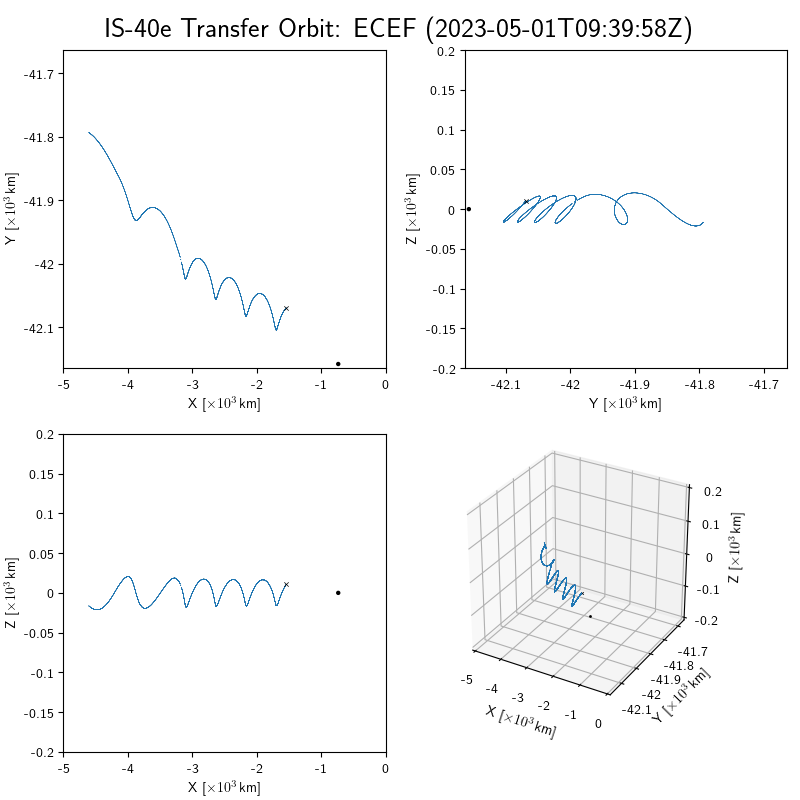 IS-40e Transfer Orbit: ECEF (2023-05-01T09:39:58Z)
-41.7
-41.8
-41.9
-42
-42.1
Y [×10³ km]
-5 -4 -3 -2 -1 0
X [×10³ km]
0.2
0.15
0.1
0.05
0
-0.05
-0.1
-0.15
-0.2
Z [×10³ km]
-42.1 -42 -41.9 -41.8 -41.7
Y [×10³ km]
0.2
0.15
0.1
0.05
0
-0.05
-0.1
-0.15
-0.2
Z [×10³ km]
-5 -4 -3 -2 -1 0
X [×10³ km]
0.2
0.1
0
-0.1
-0.2
Z [×10³ km]
-41.7
-41.8
-41.9
-42
-42.1
Y [×10³ km]
-5 -4 -3 -2 -1 0
X [×10³ km]